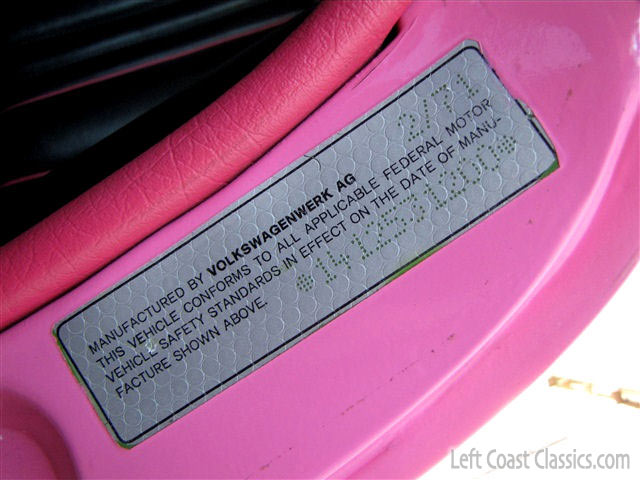 2/71
MANUFACTURED BY VOLKSWAGENWERK AG
THIS VEHICLE CONFORMS TO ALL APPLICABLE FEDERAL MOTOR
VEHICLE SAFETY STANDARDS IN EFFECT ON THE DATE OF MANU-
FACTURE SHOWN ABOVE.
Left Coast Classics.com